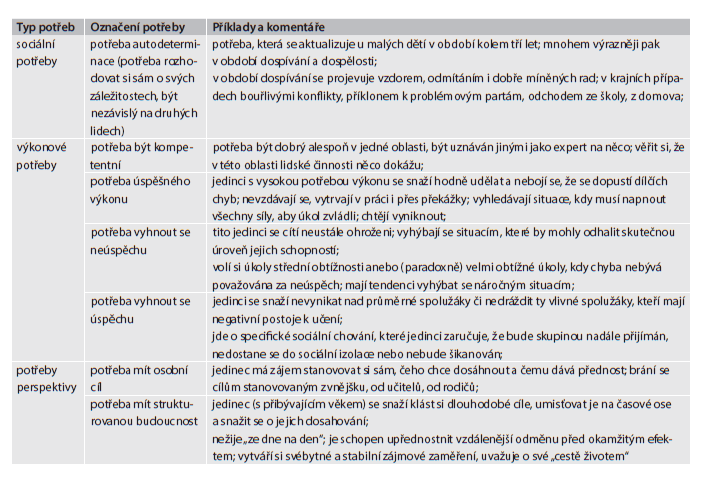 Typ potřeb Označení potřeby Příklady a komentáře
sociální potřeby
potřeba autodetermi-
nace (potřeba rozho-
dovat si sám o svých
záležitostech, být
nezávislý na druhých
lidech)
potřeba, která se aktualizuje u malých dětí v období kolem tří let; mnohem výrazněji pak
v období dospívání a dospělosti;
v období dospívání se projevuje vzdorem, odmítáním i dobře míněných rad; v krajních přípa-
dech bouřlivými konflikty, příklonem k problémovým partám, odchodem ze školy, z domova;
výkonové
potřeby
potřeba být kompe-
tentní
potřeba být dobrý alespoň v jedné oblasti, být uznáván jinými jako expert na něco; věřit si, že
v této oblasti lidské činnosti něco dokážu;
potřeba úspěšného
výkonu
jedinci s vysokou potřebou výkonu se snaží hodně udělat a nebojí se, že se dopustí dílčích
chyb; nevzdávají se, vytrvají v práci i přes překážky; vyhledávají situace, kdy musí napnout
všechny síly, aby úkol zvládli; chtějí vyniknout;
potřeba vyhnout se
neúspěchu
tito jedinci se cítí neustále ohroženi; vyhýbají se situacím, které by mohly odhalit skutečnou
úroveň jejich schopností;
volí si úkoly střední obtížnosti anebo (paradoxně) velmi obtížné úkoly, kdy chyba nebývá
považována za neúspěch; mají tendenci vyhýbat se náročným situacím;
potřeba vyhnout se
úspěchu
jedinci se snaží nevynikat nad průměrné spolužáky či nedráždit ty vlivné spolužáky, kteří mají
negativní postoje k učení;
jde o specifické sociální chování, které jedinci zaručuje, že bude skupinou nadále přijímán,
nedostane se do sociální izolace nebo nebude šikanován;
potřeby
perspektivy
potřeba mít osobní
cíl
jedinec má zájem stanovovat si sám, čeho chce dosáhnout a čemu dává přednost; brání se
cílům stanovovaným zvnějšku, od učitelů, od rodičů;
potřeba mít struktu-
rovanou budoucnost
jedinec (s přibývajícím věkem) se snaží klást si dlouhodobé cíle, umisťovat je na časové ose
a snažit se o jejich dosahování;
nežije „ze dne na den“; je schopen upřednostnit vzdálenější odměnu před okamžitým efek-
tem; vytváří si svébytné a stabilní zájmové zaměření, uvažuje o své „cestě životem“